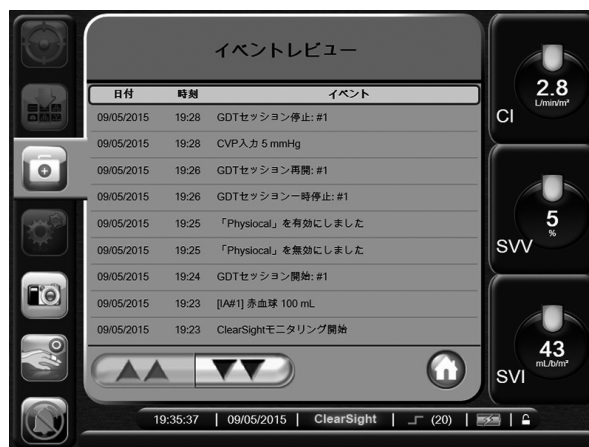 イベントレビュー
日付 時刻 イベント
09/05/2015 19:28 GDTセッション停止: #1
09/05/2015 19:28 CVP入力 5 mmHg
09/05/2015 19:26 GDTセッション再開: #1
09/05/2015 19:26 GDTセッション一時停止: #1
09/05/2015 19:25 「Physiocal」を有効にしました
09/05/2015 19:25 「Physiocal」を無効にしました
09/05/2015 19:24 GDTセッション開始: #1
09/05/2015 19:23 [IA#1] 赤血球 100 mL
09/05/2015 19:23 ClearSightモニタリング開始
2.8
L/min/m²
CI
5
%
SVV
43
mL/b/m²
SVI
19:35:37 | 09/05/2015 | ClearSight | (20) | |